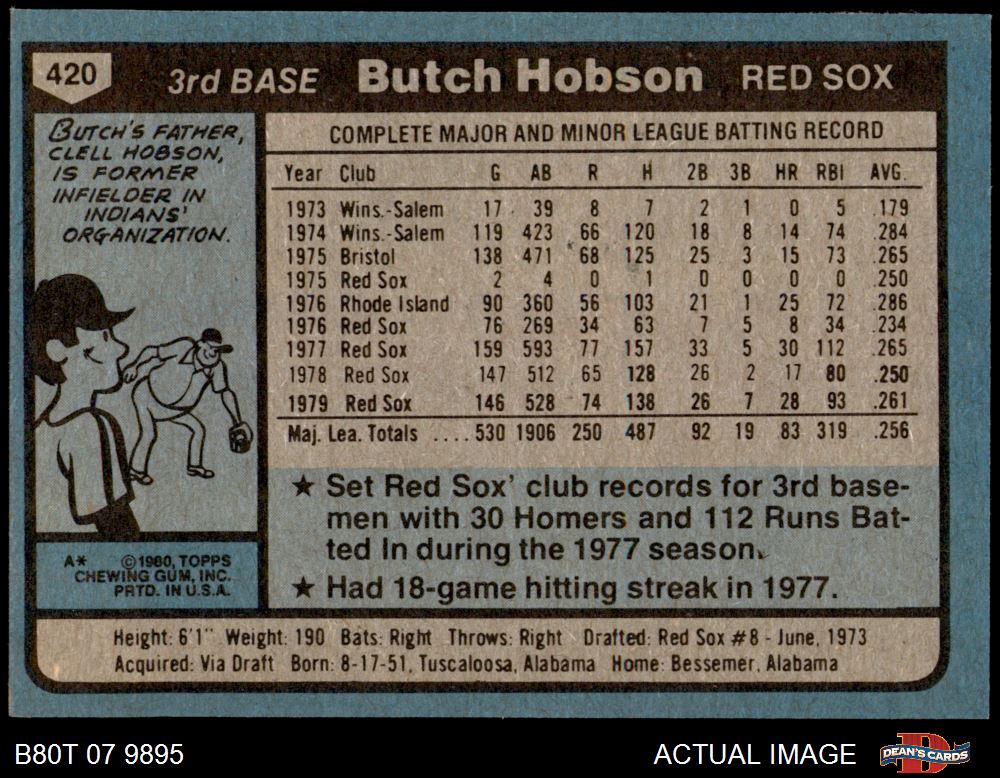 420 3rd BASE Butch Hobson RED SOX
BUTCH'S FATHER,
CLELL HOBSON,
IS FORMER
INFIELDER IN
INDIANS'
ORGANIZATION.
COMPLETE MAJOR AND MINOR LEAGUE BATTING RECORD
Year Club G AB R H 2B 3B HR RBI AVG.
1973 Wins.-Salem 17 39 8 7 2 1 0 5 .179
1974 Wins.-Salem 119 423 66 120 18 8 14 74 .284
1975 Bristol 138 471 68 125 25 3 15 73 .265
1975 Red Sox 2 4 0 1 0 0 0 0 .250
1976 Rhode Island 90 360 56 103 21 1 25 72 .286
1976 Red Sox 76 269 34 63 7 5 8 34 .234
1977 Red Sox 159 593 77 157 33 5 30 112 .265
1978 Red Sox 147 512 65 128 26 2 17 80 .250
1979 Red Sox 146 528 74 138 26 7 28 93 .261
Maj. Lea. Totals .... 530 1906 250 487 92 19 83 319 .256
★ Set Red Sox' club records for 3rd base-
men with 30 Homers and 112 Runs Bat-
ted In during the 1977 season.
★ Had 18-game hitting streak in 1977.
A* ©1980, TOPPS
CHEWING GUM, INC.
PRTD. IN U.S.A.
Height: 6'1" Weight: 190 Bats: Right Throws: Right Drafted: Red Sox #8 - June, 1973
Acquired: Via Draft Born: 8-17-51, Tuscaloosa, Alabama Home: Bessemer, Alabama
B80T 07 9895 ACTUAL IMAGE D DEAN'S CARDS